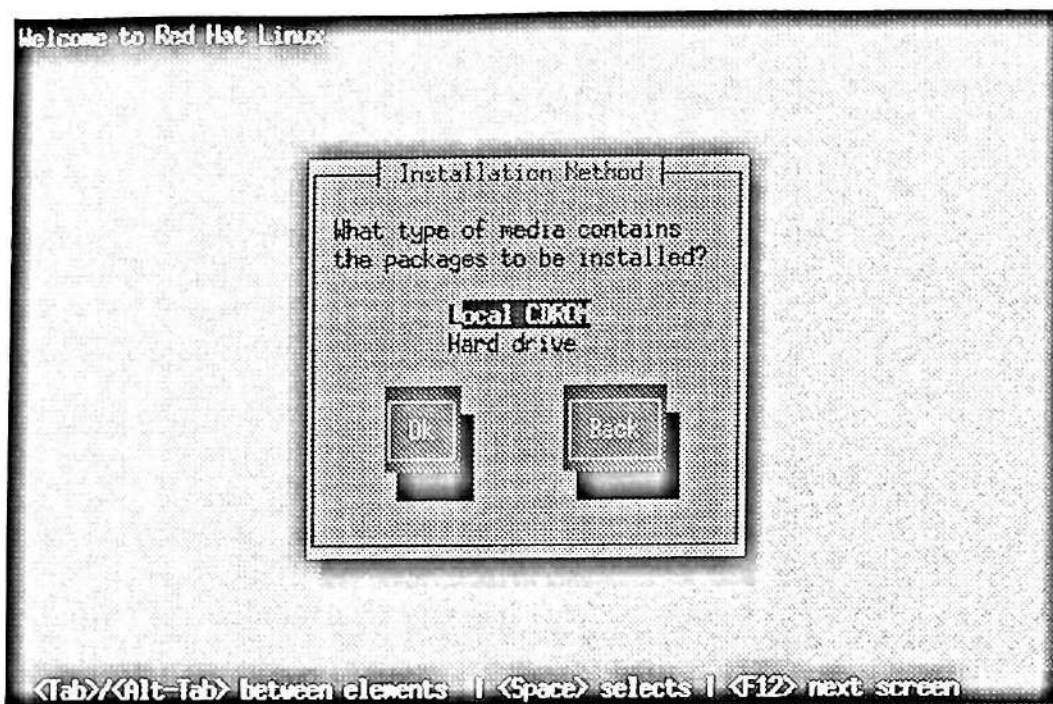 Welcome to Red Hat Linux
Installation Method
What type of media contains
the packages to be installed?
Local CDROM
Hard drive
Ok Back
<Tab>/<Alt-Tab> between elements | <Space> selects | <F12> next screen